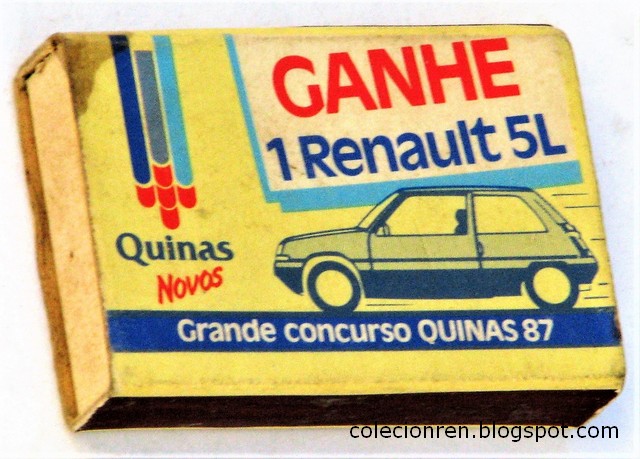 GANHE
1 Renault 5L
Quinas
Novos
Grande concurso QUINAS 87
colecionren.blogspot.com